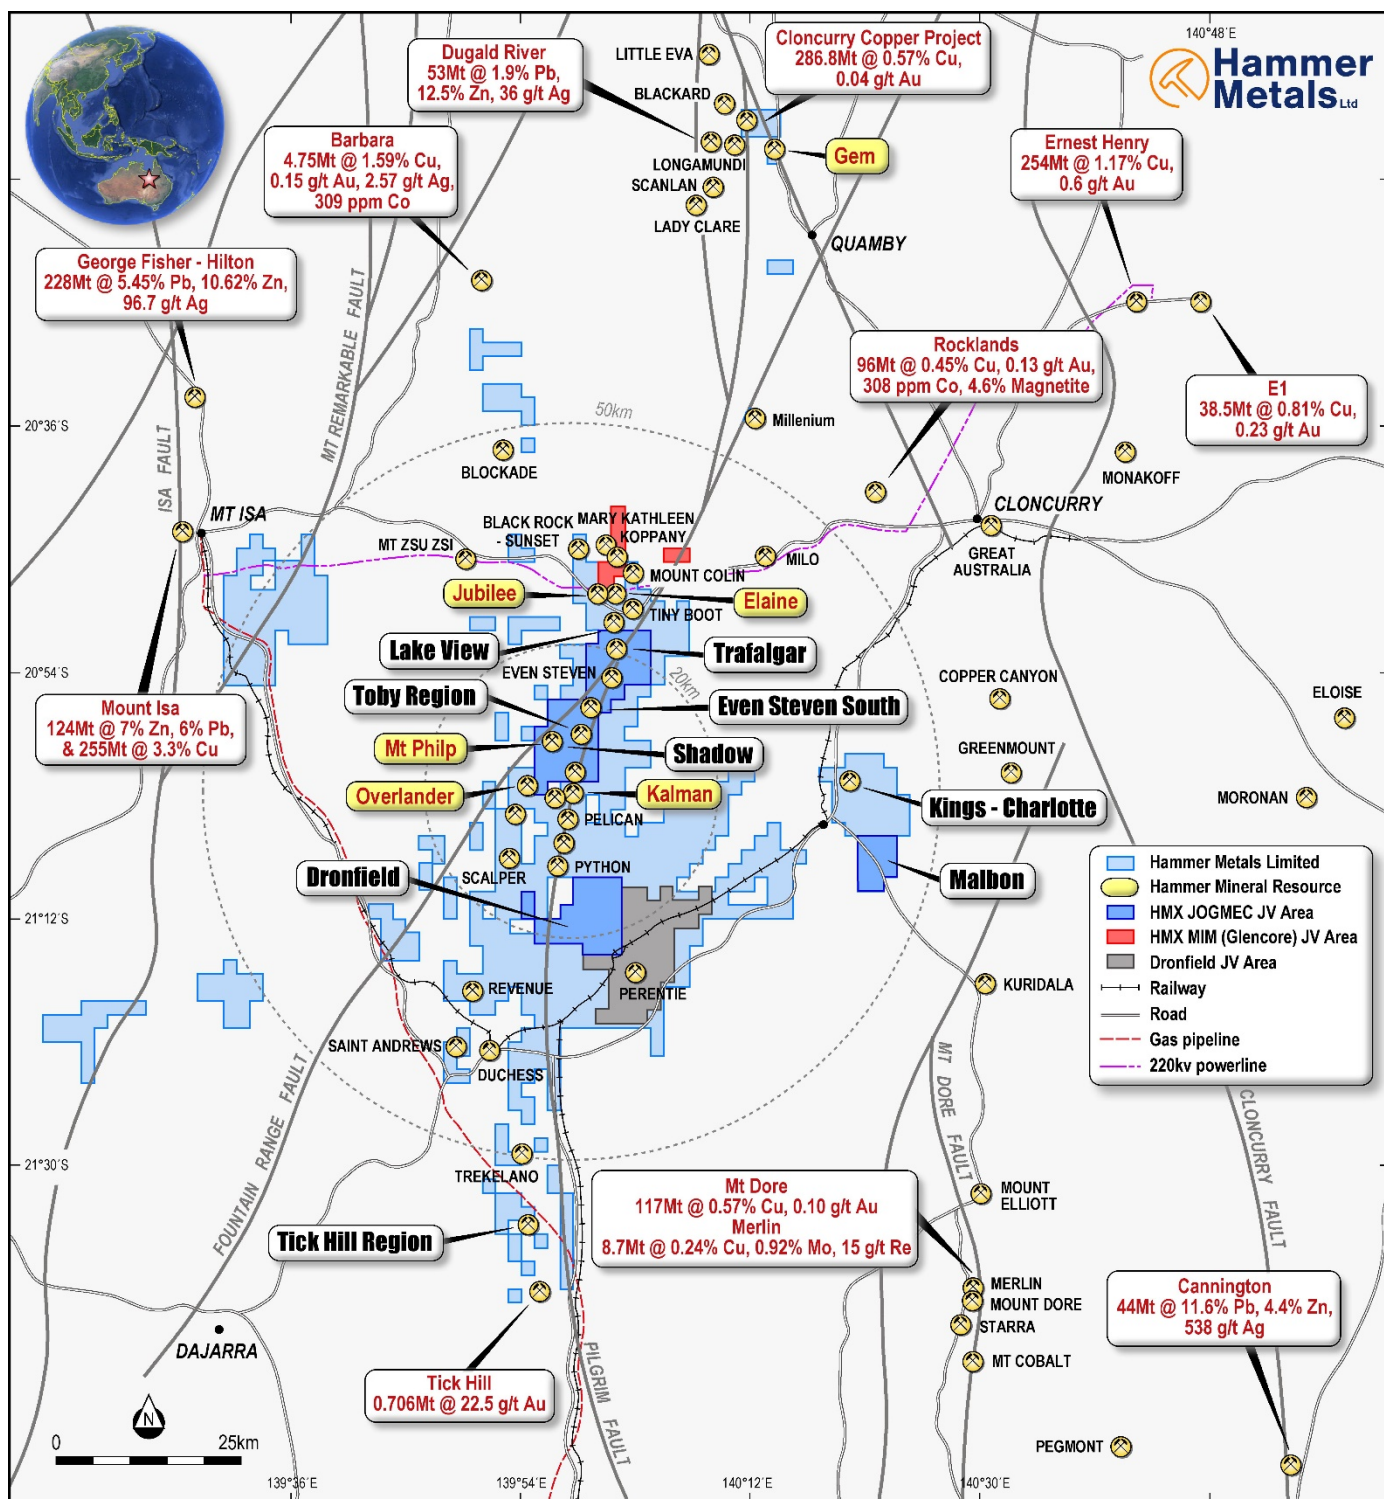 140°48´E
Hammer
Metals Ltd
LITTLE EVA
Dugald River
53Mt @ 1.9% Pb,
12.5% Zn, 36 g/t Ag
Cloncurry Copper Project
286.8Mt @ 0.57% Cu,
0.04 g/t Au
BLACKARD
Barbara
4.75Mt @ 1.59% Cu,
0.15 g/t Au, 2.57 g/t Ag,
309 ppm Co
Ernest Henry
254Mt @ 1.17% Cu,
0.6 g/t Au
LONGAMUNDI
Gem
SCANLAN
LADY CLARE
QUAMBY
George Fisher - Hilton
228Mt @ 5.45% Pb, 10.62% Zn,
96.7 g/t Ag
MT REMARKABLE FAULT
Rocklands
96Mt @ 0.45% Cu, 0.13 g/t Au,
308 ppm Co, 4.6% Magnetite
E1
38.5Mt @ 0.81% Cu,
0.23 g/t Au
50km
20°36´S
Millenium
BLOCKADE
MONAKOFF
ISA FAULT
MT ISA
CLONCURRY
BLACK ROCK
- SUNSET
MARY KATHLEEN
KOPPANY
MT ZSU ZSI
MILO
GREAT
AUSTRALIA
MOUNT COLIN
Jubilee
Elaine
TINY BOOT
Lake View
Trafalgar
20°54´S
EVEN STEVEN
20km
COPPER CANYON
ELOISE
Toby Region
Even Steven South
Mount Isa
124Mt @ 7% Zn, 6% Pb,
& 255Mt @ 3.3% Cu
Mt Philp
Shadow
GREENMOUNT
Overlander
Kalman
Kings - Charlotte
MORONAN
PELICAN
SCALPER
PYTHON
Dronfield
Malbon
Hammer Metals Limited
Hammer Mineral Resource
HMX JOGMEC JV Area
HMX MIM (Glencore) JV Area
Dronfield JV Area
Railway
Road
Gas pipeline
220kv powerline
21°12´S
REVENUE
PERENTIE
KURIDALA
SAINT ANDREWS
DUCHESS
FOUNTAIN RANGE FAULT
MT DORE FAULT
CLONCURRY FAULT
21°30´S
TREKELANO
Mt Dore
117Mt @ 0.57% Cu, 0.10 g/t Au
Merlin
8.7Mt @ 0.24% Cu, 0.92% Mo, 15 g/t Re
MOUNT
ELLIOTT
Tick Hill Region
MERLIN
MOUNT DORE
STARRA
MT COBALT
Cannington
44Mt @ 11.6% Pb, 4.4% Zn,
538 g/t Ag
DAJARRA
PILGRIM FAULT
Tick Hill
0.706Mt @ 22.5 g/t Au
N
0 25km
PEGMONT
139°36´E
139°54´E
140°12´E
140°30´E